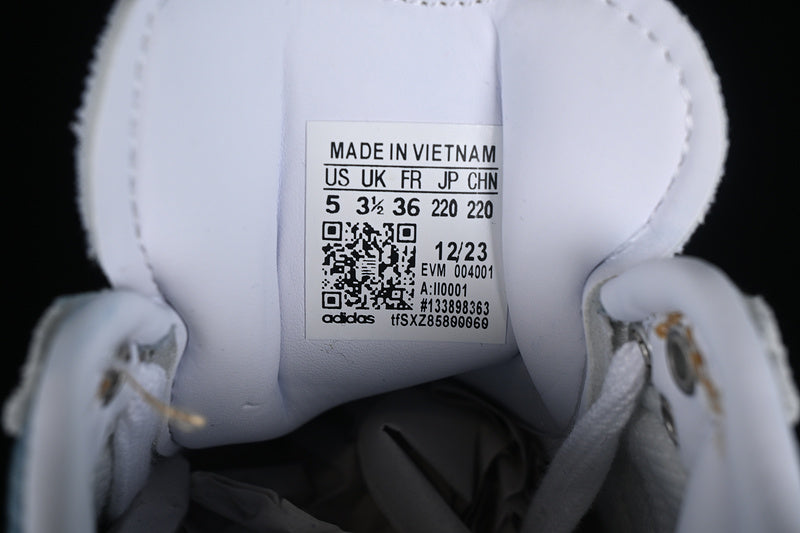 MADE IN VIETNAM
US UK FR JP CHN
5 3½ 36 220 220
12/23
EVM 004001
A:II0001
#133898363
adidas tfSXZ85890060